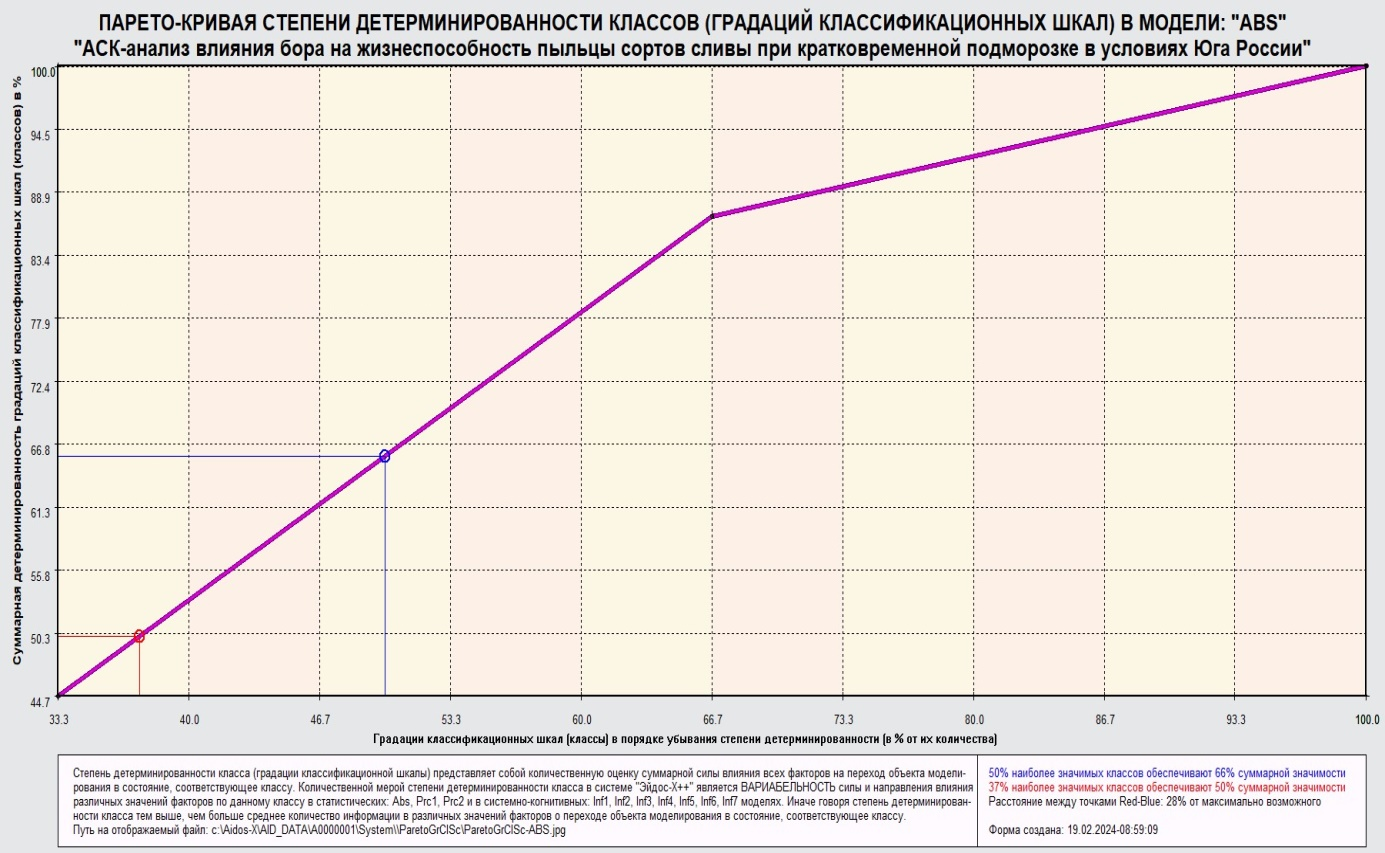 ПАРЕТО-КРИВАЯ СТЕПЕНИ ДЕТЕРМИНИРОВАННОСТИ КЛАССОВ (ГРАДАЦИЙ КЛАССИФИКАЦИОННЫХ ШКАЛ) В МОДЕЛИ: "ABS"
"АСК-анализ влияния бора на жизнеспособность пыльцы сортов сливы при кратковременной подморозке в условиях Юга России"
Суммарная детерминированность градаций классификационных шкал (классов) в %
100.0
94.5
88.9
83.4
77.9
72.4
66.8
61.3
55.8
50.3
44.7
33.3 40.0 46.7 53.3 60.0 66.7 73.3 80.0 86.7 93.3 100.0
Градации классификационных шкал (классы) в порядке убывания степени детерминированности (в % от их количества)
Степень детерминированности класса (градации классификационной шкалы) представляет собой количественную оценку суммарной силы влияния всех факторов на переход объекта модели-
рования в состояние, соответствующее классу. Количественной мерой степени детерминированности класса в системе "Эйдос-Х++" является ВАРИАБЕЛЬНОСТЬ силы и направления влияния
различных значений факторов по данному классу в статистических: Abs, Prc1, Prc2 и в системно-когнитивных: Inf1, Inf2, Inf3, Inf4, Inf5, Inf6, Inf7 моделях. Иначе говоря степень детерминирован-
ности класса тем выше, чем больше среднее количество информации в различных значений факторов о переходе объекта моделирования в состояние, соответствующее классу.
Путь на отображаемый файл: c:\Aidos-X\AID_DATA\A0000001\System\\ParetoGrClSc\ParetoGrClSc-ABS.jpg
50% наиболее значимых классов обеспечивают 66% суммарной значимости
37% наиболее значимых классов обеспечивают 50% суммарной значимости
Расстояние между точками Red-Blue: 28% от максимально возможного
Форма создана: 19.02.2024-08:59:09